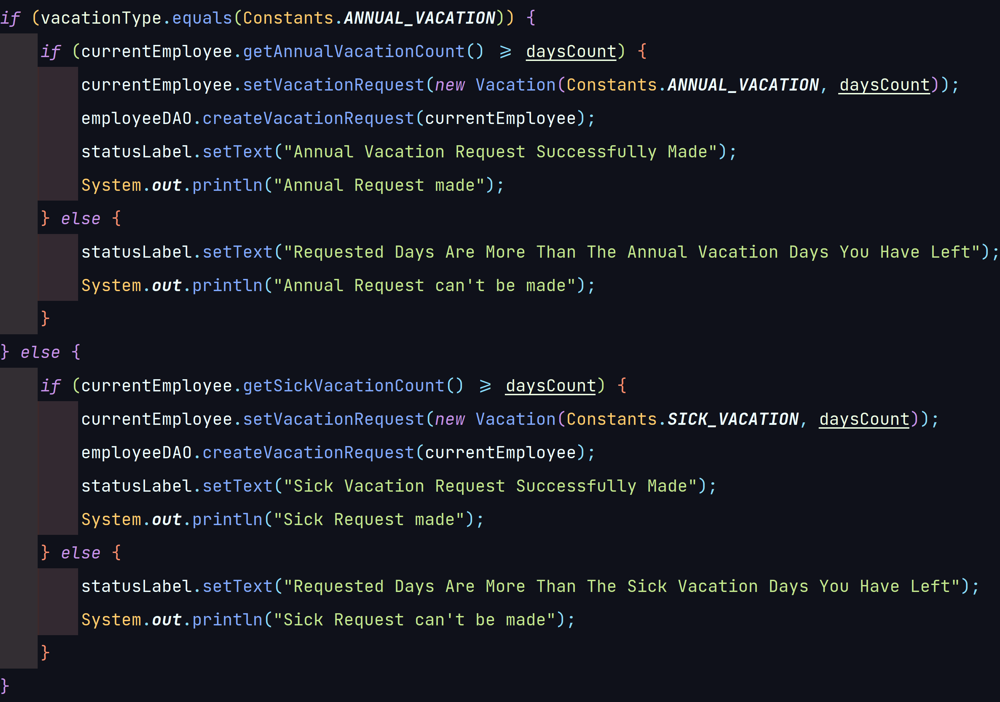 if (vacationType.equals(Constants.ANNUAL_VACATION)) {
    if (currentEmployee.getAnnualVacationCount() ⩾ daysCount) {
        currentEmployee.setVacationRequest(new Vacation(Constants.ANNUAL_VACATION, daysCount));
        employeeDAO.createVacationRequest(currentEmployee);
        statusLabel.setText("Annual Vacation Request Successfully Made");
        System.out.println("Annual Request made");
    } else {
        statusLabel.setText("Requested Days Are More Than The Annual Vacation Days You Have Left");
        System.out.println("Annual Request can't be made");
    }
} else {
    if (currentEmployee.getSickVacationCount() ⩾ daysCount) {
        currentEmployee.setVacationRequest(new Vacation(Constants.SICK_VACATION, daysCount));
        employeeDAO.createVacationRequest(currentEmployee);
        statusLabel.setText("Sick Vacation Request Successfully Made");
        System.out.println("Sick Request made");
    } else {
        statusLabel.setText("Requested Days Are More Than The Sick Vacation Days You Have Left");
        System.out.println("Sick Request can't be made");
    }
}